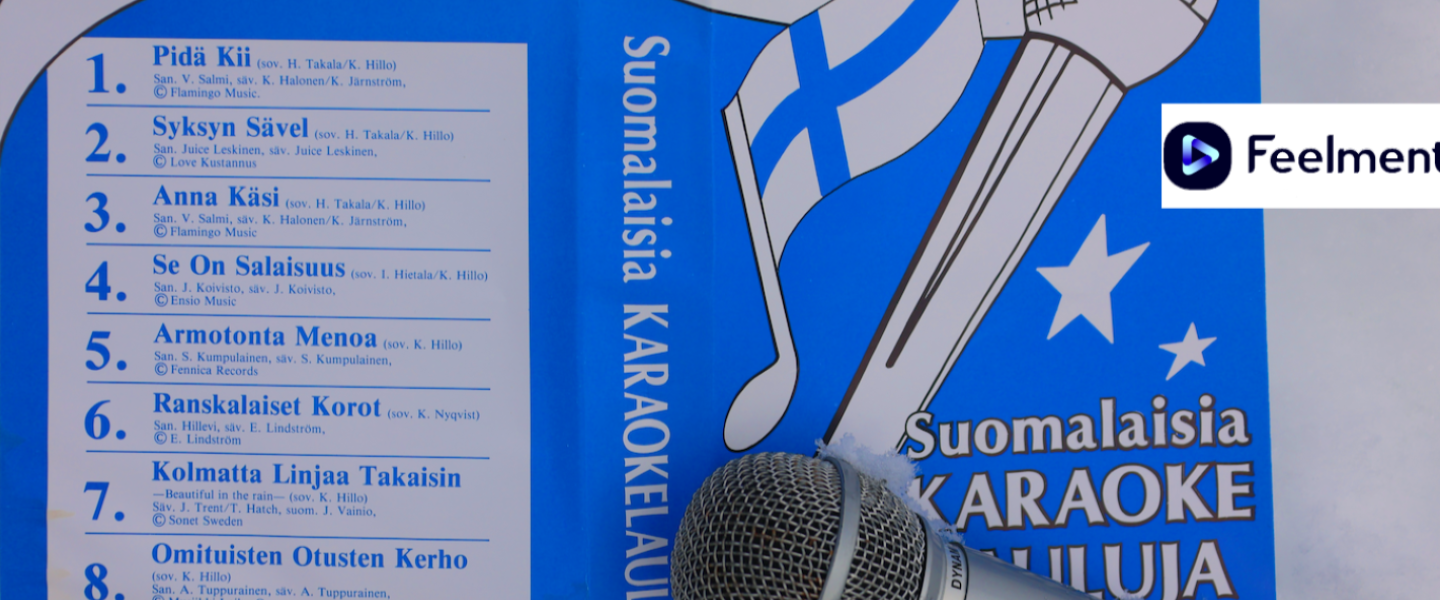 1. Pidä Kii (sov. H. Takala/K. Hillo)
San. V. Salmi, säv. K. Halonen/K. Järnström,
© Flamingo Music.
2. Syksyn Sävel (sov. H. Takala/K. Hillo)
San. Juice Leskinen, säv. Juice Leskinen,
© Love Kustannus
3. Anna Käsi (sov. H. Takala/K. Hillo)
San. V. Salmi, säv. K. Halonen/K. Järnström,
© Flamingo Music
4. Se On Salaisuus (sov. I. Hietala/K. Hillo)
San. J. Koivisto, säv. J. Koivisto,
© Ensio Music
5. Armotonta Menoa (sov. K. Hillo)
San. S. Kumpulainen, säv. S. Kumpulainen,
© Fennica Records
6. Ranskalaiset Korot (sov. K. Nyqvist)
San. Hillevi, säv. E. Lindström,
© E. Lindström
7. Kolmatta Linjaa Takaisin
—Beautiful in the rain— (sov. K. Hillo)
Säv. J. Trent/T. Hatch, suom. J. Vainio,
© Sonet Sweden
8. Omituisten Otusten Kerho
(sov. K. Hillo)
San. A. Tuppurainen, säv. A. Tuppurainen,
Suomalaisia KARAOKELAUL
Feelment
Suomalaisia
KARAOKE
AULUJA
DYNAM